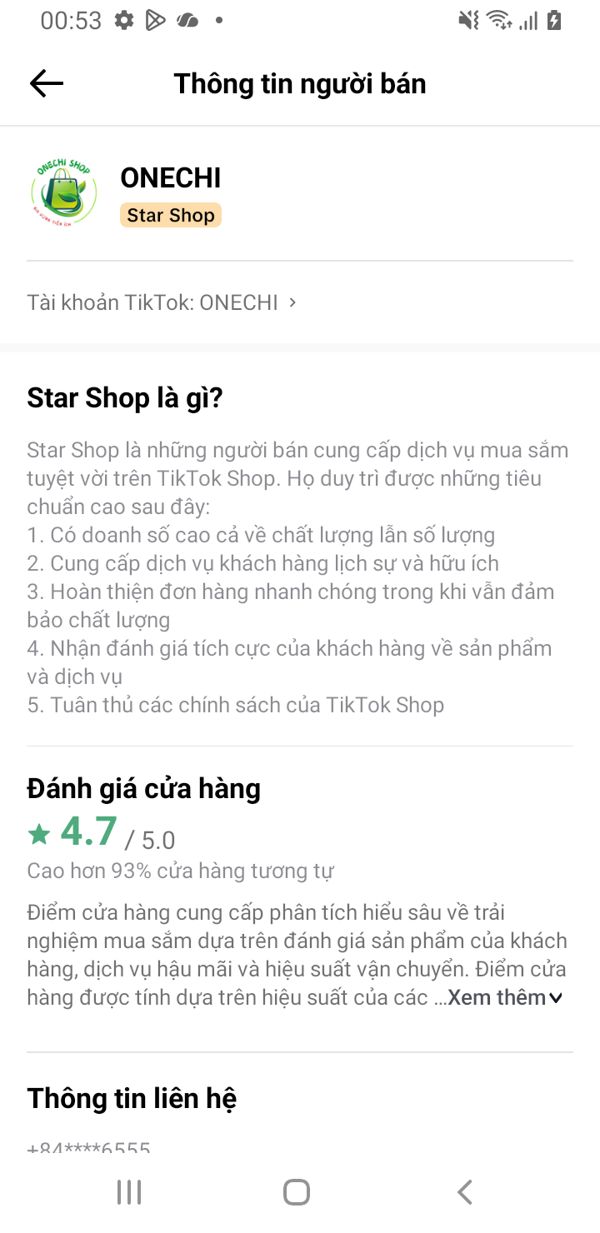 00:53
Thông tin người bán
ONECHI SHOP
ONECHI
Star Shop
Tài khoản TikTok: ONECHI
Star Shop là gì?
Star Shop là những người bán cung cấp dịch vụ mua sắm
tuyệt vời trên TikTok Shop. Họ duy trì được những tiêu
chuẩn cao sau đây:
1. Có doanh số cao cả về chất lượng lẫn số lượng
2. Cung cấp dịch vụ khách hàng lịch sự và hữu ích
3. Hoàn thiện đơn hàng nhanh chóng trong khi vẫn đảm
bảo chất lượng
4. Nhận đánh giá tích cực của khách hàng về sản phẩm
và dịch vụ
5. Tuân thủ các chính sách của TikTok Shop
Đánh giá cửa hàng
4.7 / 5.0
Cao hơn 93% cửa hàng tương tự
Điểm cửa hàng cung cấp phân tích hiểu sâu về trải
nghiệm mua sắm dựa trên đánh giá sản phẩm của khách
hàng, dịch vụ hậu mãi và hiệu suất vận chuyển. Điểm cửa
hàng được tính dựa trên hiệu suất của các ...Xem thêm
Thông tin liên hệ
+84****6555